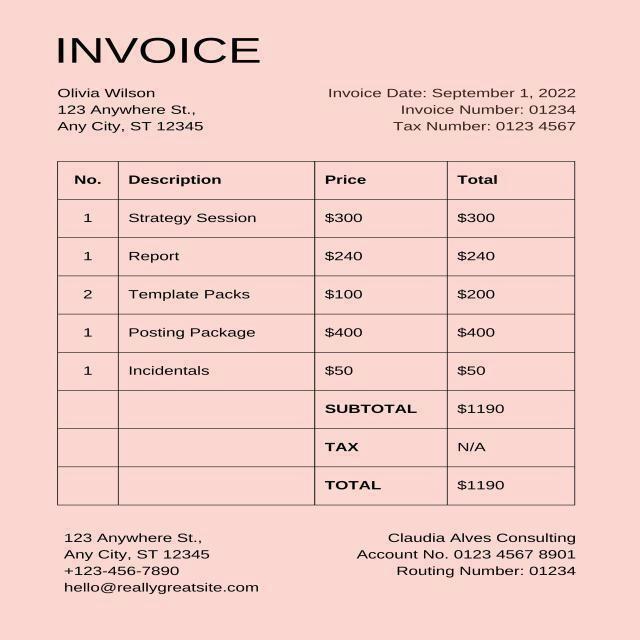 INVOICE
Olivia Wilson
123 Anywhere St.,
Any City, ST 12345
Invoice Date: September 1, 2022
Invoice Number: 01234
Tax Number: 0123 4567
No. Description Price Total
1 Strategy Session $300 $300
1 Report $240 $240
2 Template Packs $100 $200
1 Posting Package $400 $400
1 Incidentals $50 $50
SUBTOTAL $1190
TAX N/A
TOTAL $1190
123 Anywhere St.,
Any City, ST 12345
+123-456-7890
hello@reallygreatsite.com
Claudia Alves Consulting
Account No. 0123 4567 8901
Routing Number: 01234